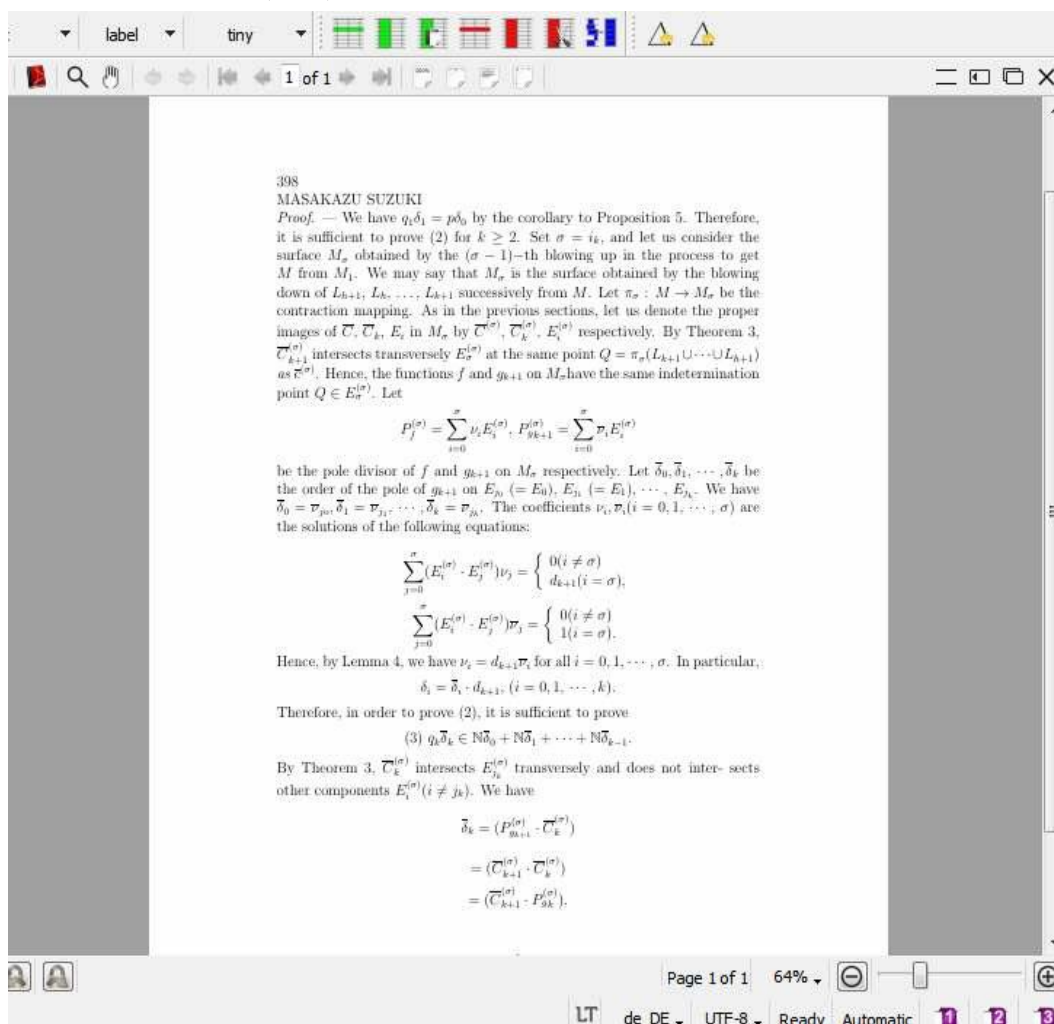 label tiny
1 of 1
398
MASAKAZU SUZUKI
Proof. — We have q₁δ₁ = pδ₀ by the corollary to Proposition 5. Therefore,
it is sufficient to prove (2) for k ≥ 2. Set σ = iₖ, and let us consider the
surface M_σ obtained by the (σ − 1)−th blowing up in the process to get
M from M₁. We may say that M_σ is the surface obtained by the blowing
down of L_{h+1}, L_h, …, L_{k+1} successively from M. Let π_σ : M → M_σ be the
contraction mapping. As in the previous sections, let us denote the proper
images of C̅, C̅ₖ, Eᵢ in M_σ by C̅^{(σ)}, C̅ₖ^{(σ)}, Eᵢ^{(σ)} respectively. By Theorem 3,
C̅_{k+1}^{(σ)} intersects transversely E_σ^{(σ)} at the same point Q = π_σ(L_{k+1}∪⋯∪L_{h+1})
as c̅^{(σ)}. Hence, the functions f and g_{k+1} on M_σhave the same indetermination
point Q ∈ E_σ^{(σ)}. Let
P_f^{(σ)} = ∑_{i=0}^{σ} νᵢEᵢ^{(σ)}, P_{gk+1}^{(σ)} = ∑_{i=0}^{σ} ν̅ᵢEᵢ^{(σ)}
be the pole divisor of f and g_{k+1} on M_σ respectively. Let δ̅₀, δ̅₁, ⋯ , δ̅ₖ be
the order of the pole of g_{k+1} on E_{j₀} (= E₀), E_{j₁} (= E₁), ⋯ , E_{jₖ}. We have
δ̅₀ = ν̅_{j₀}, δ̅₁ = ν̅_{j₁}, ⋯ , δ̅ₖ = ν̅_{jₖ}. The coefficients νᵢ, ν̅ᵢ(i = 0, 1, ⋯ , σ) are
the solutions of the following equations:
∑_{j=0}^{σ} (Eᵢ^{(σ)} · Eⱼ^{(σ)})νⱼ = { 0(i ≠ σ)
d_{k+1}(i = σ),
∑_{j=0}^{σ} (Eᵢ^{(σ)} · Eⱼ^{(σ)})ν̅ⱼ = { 0(i ≠ σ)
1(i = σ).
Hence, by Lemma 4, we have νᵢ = d_{k+1}ν̅ᵢ for all i = 0, 1, ⋯ , σ. In particular,
δᵢ = δ̅ᵢ · d_{k+1}, (i = 0, 1, ⋯ , k).
Therefore, in order to prove (2), it is sufficient to prove
(3) qₖδ̅ₖ ∈ ℕδ̅₀ + ℕδ̅₁ + ⋯ + ℕδ̅_{k−1}.
By Theorem 3, C̅ₖ^{(σ)} intersects E_{jₖ}^{(σ)} transversely and does not inter- sects
other components Eᵢ^{(σ)}(i ≠ jₖ). We have
δ̅ₖ = (P_{g_{k+1}}^{(σ)} · C̅ₖ^{(σ)})
= (C̅_{k+1}^{(σ)} · C̅ₖ^{(σ)})
= (C̅_{k+1}^{(σ)} · P_{gk}^{(σ)}).
Page 1 of 1 64%
LT de_DE UTF-8 Ready Automatic 1 2 3